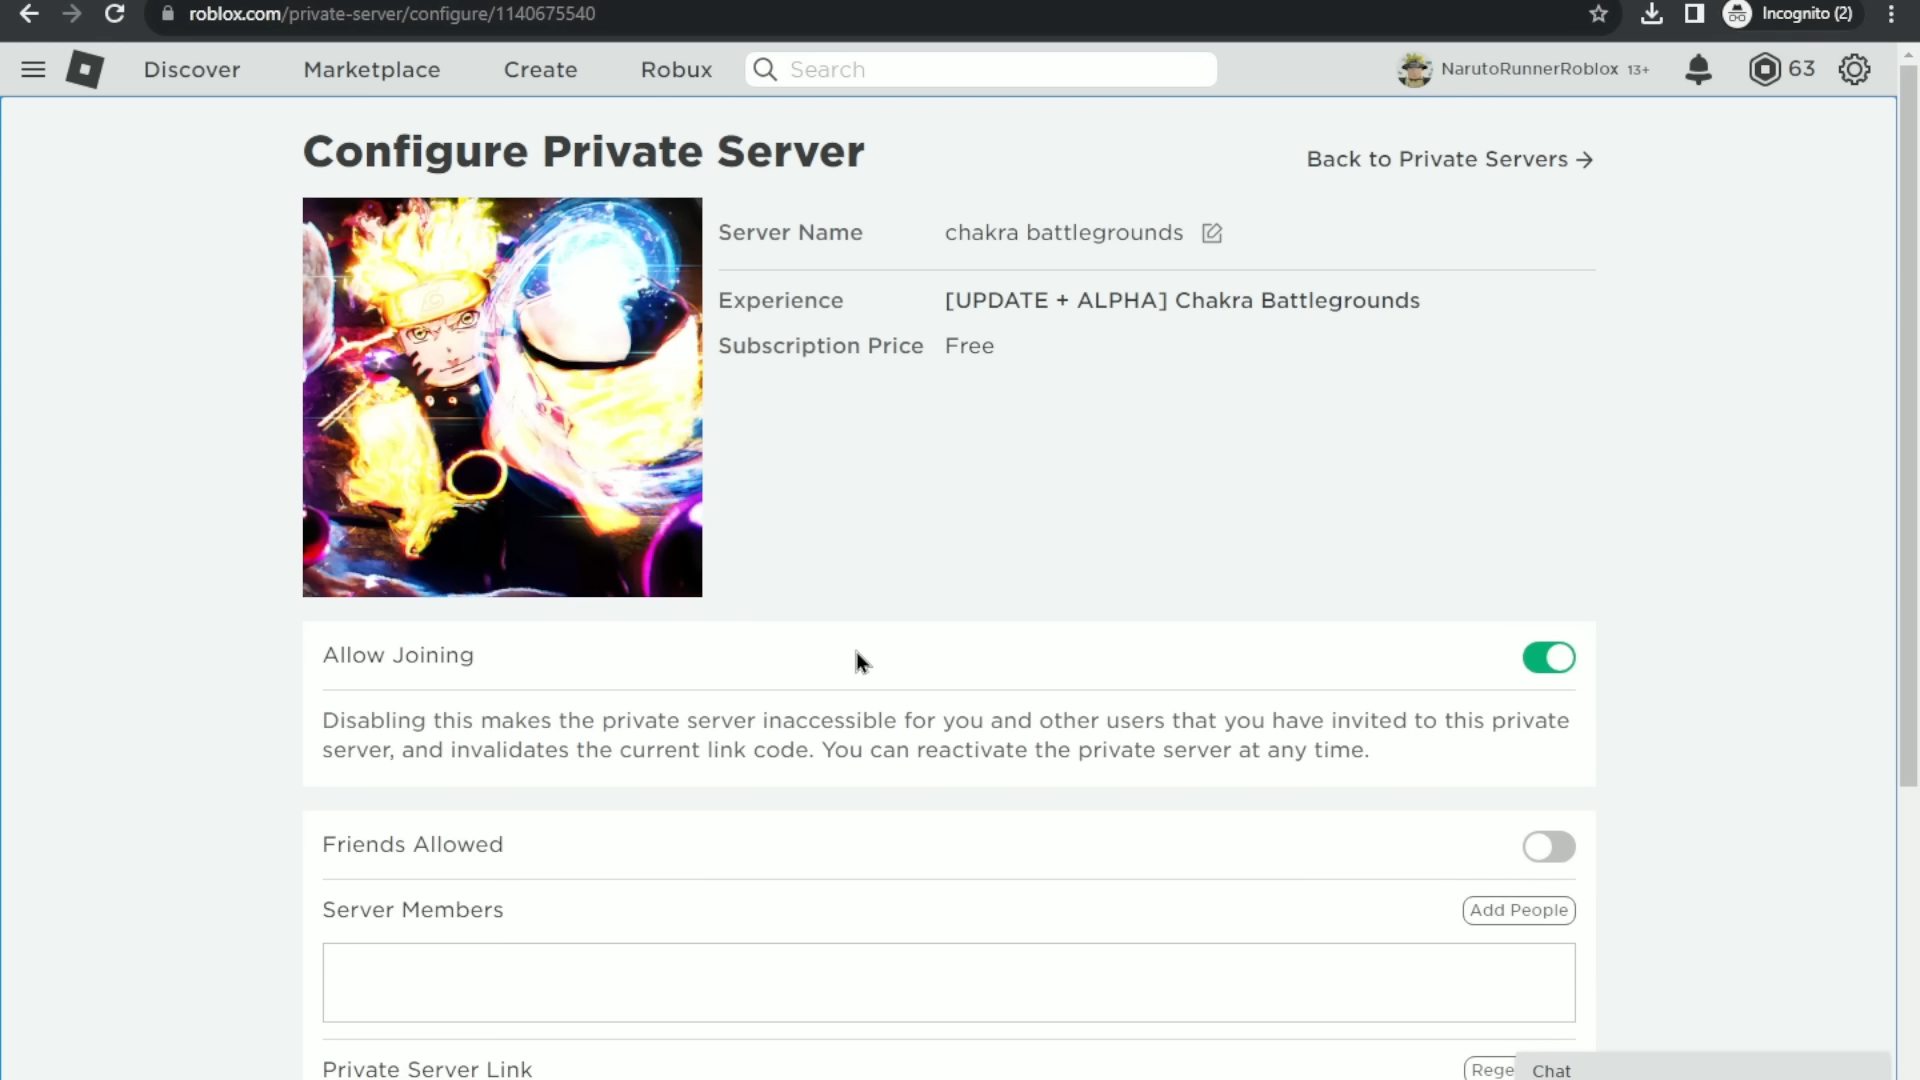 roblox.com/private-server/configure/1140675540
Incognito (2)
Discover
Marketplace
Create
Robux
Search
NarutoRunnerRoblox 13+
63
Configure Private Server
Back to Private Servers →
Server Name
chakra battlegrounds
Experience
[UPDATE + ALPHA] Chakra Battlegrounds
Subscription Price
Free
Allow Joining
Disabling this makes the private server inaccessible for you and other users that you have invited to this private
server, and invalidates the current link code. You can reactivate the private server at any time.
Friends Allowed
Server Members
Add People
Private Server Link
Rege
Chat